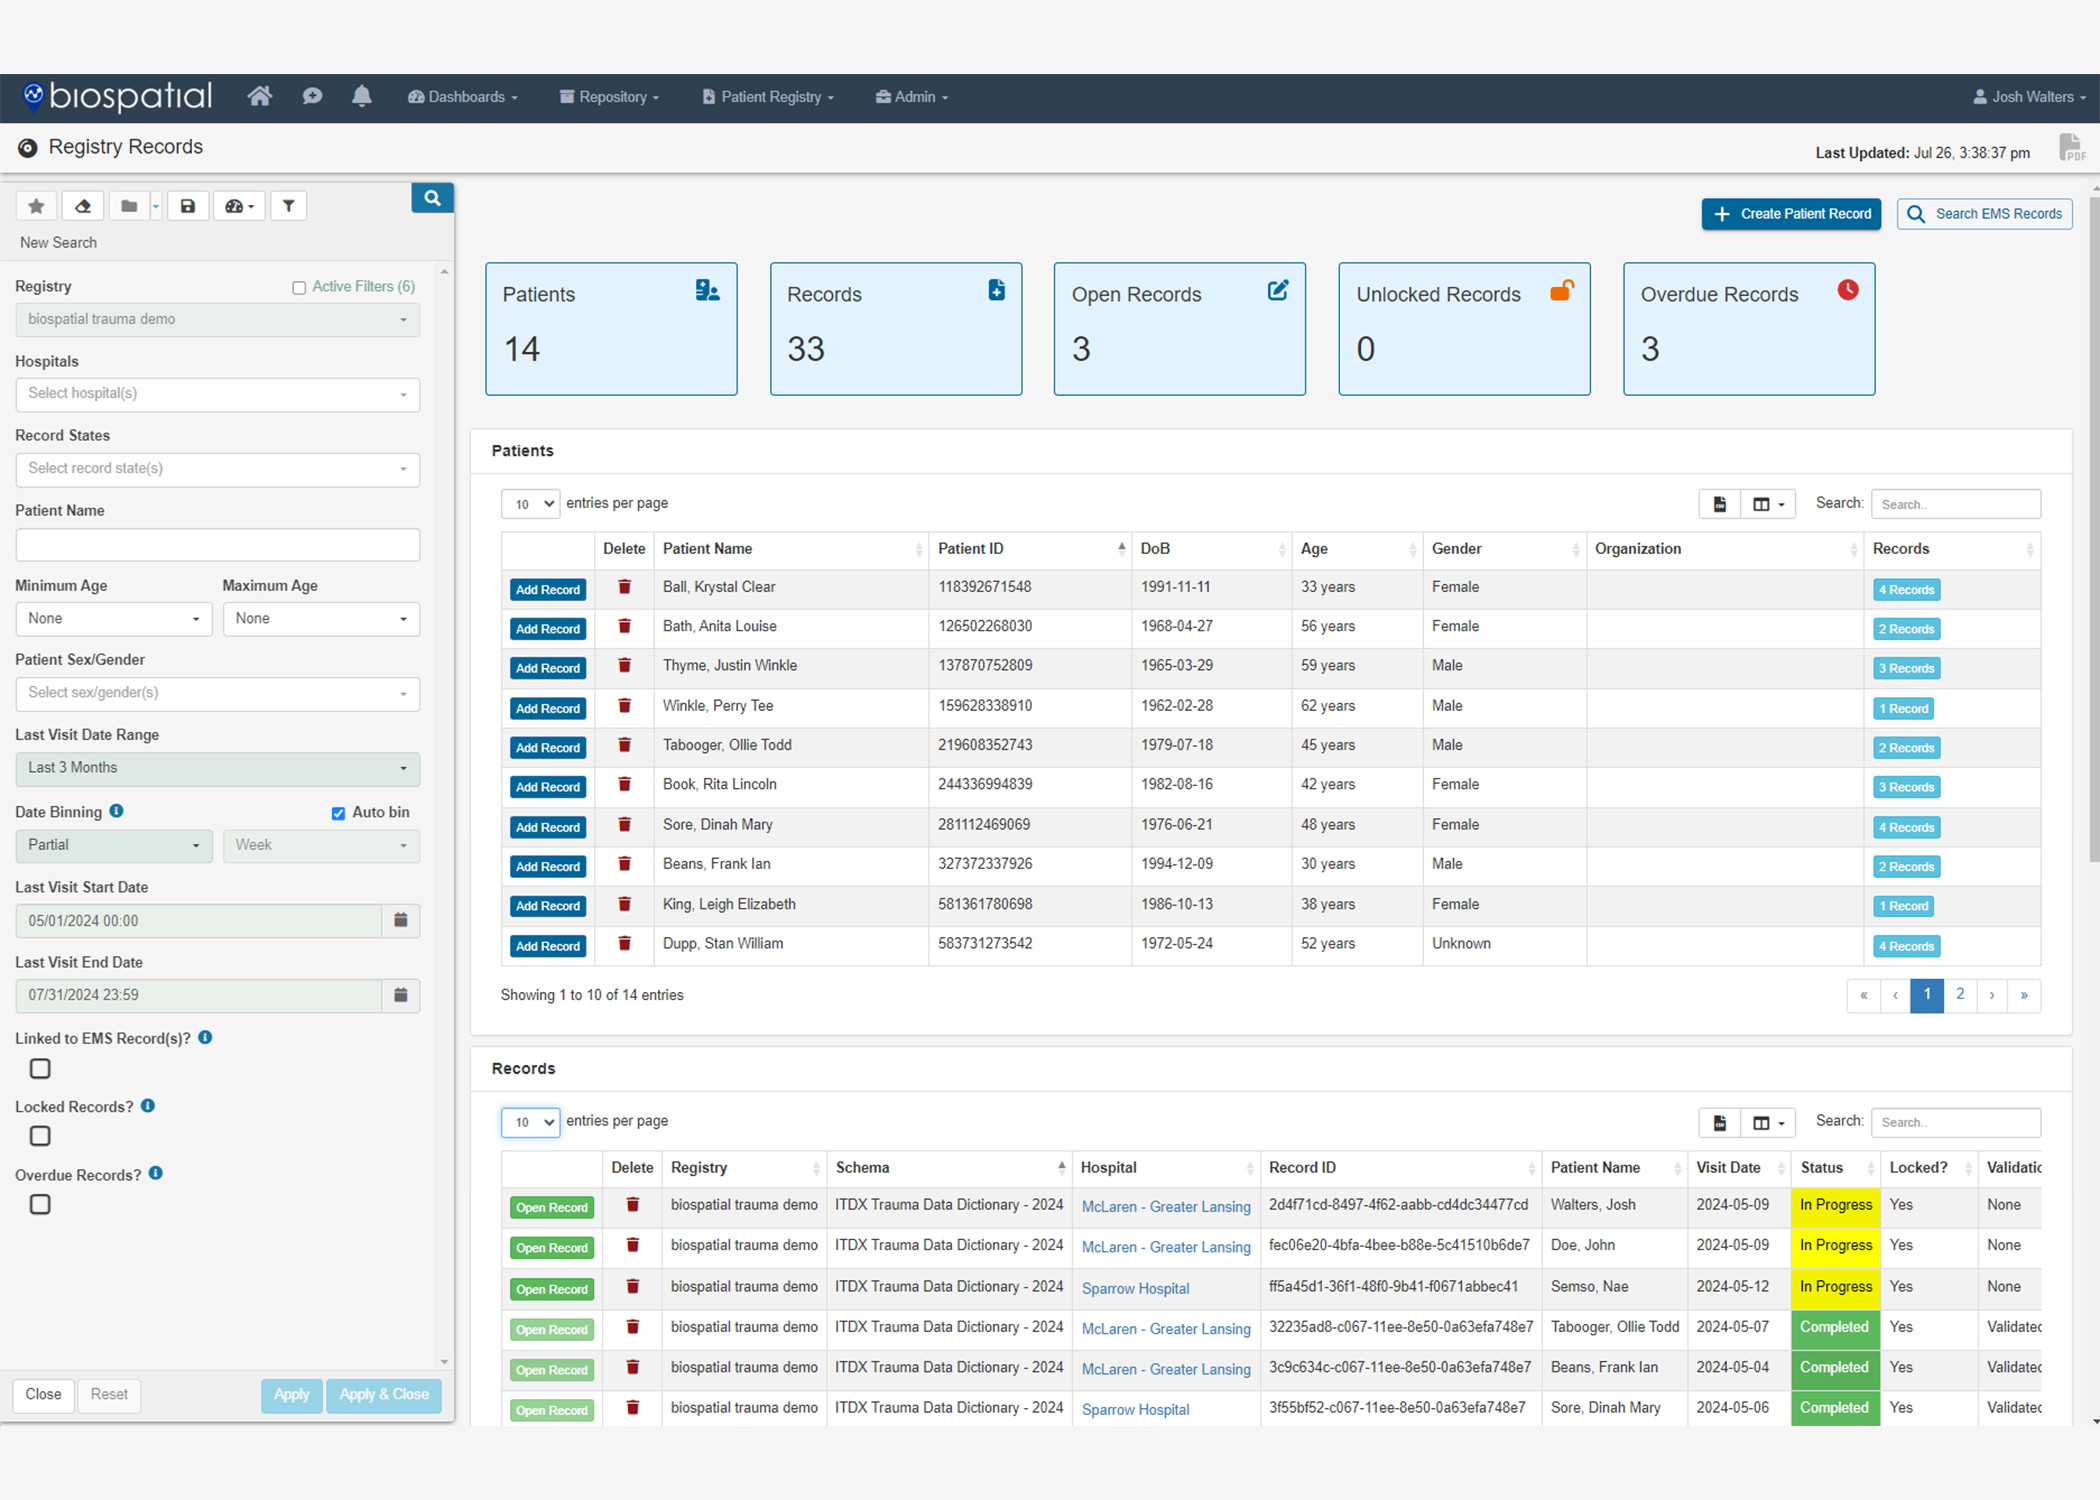 biospatial Dashboards Repository Patient Registry Admin Josh Walters
Registry Records
Last Updated: Jul 26, 3:38:37 pm
PDF
New Search
Registry Active Filters (6)
biospatial trauma demo
Hospitals
Select hospital(s)
Record States
Select record state(s)
Patient Name
Minimum Age Maximum Age
None None
Patient Sex/Gender
Select sex/gender(s)
Last Visit Date Range
Last 3 Months
Date Binning Auto bin
Partial Week
Last Visit Start Date
05/01/2024 00:00
Last Visit End Date
07/31/2024 23:59
Linked to EMS Record(s)?
Locked Records?
Overdue Records?
Close Reset Apply Apply & Close
Create Patient Record Search EMS Records
Patients Records Open Records Unlocked Records Overdue Records
14 33 3 0 3
Patients
10 entries per page Search: Search..
Delete Patient Name Patient ID DoB Age Gender Organization Records
Add Record Ball, Krystal Clear 118392671548 1991-11-11 33 years Female 4 Records
Add Record Bath, Anita Louise 126502268030 1968-04-27 56 years Female 2 Records
Add Record Thyme, Justin Winkle 137870752809 1965-03-29 59 years Male 3 Records
Add Record Winkle, Perry Tee 159628338910 1962-02-28 62 years Male 1 Record
Add Record Tabooger, Ollie Todd 219608352743 1979-07-18 45 years Male 2 Records
Add Record Book, Rita Lincoln 244336994839 1982-08-16 42 years Female 3 Records
Add Record Sore, Dinah Mary 281112469069 1976-06-21 48 years Female 4 Records
Add Record Beans, Frank Ian 327372337926 1994-12-09 30 years Male 2 Records
Add Record King, Leigh Elizabeth 581361780698 1986-10-13 38 years Female 1 Record
Add Record Dupp, Stan William 583731273542 1972-05-24 52 years Unknown 4 Records
Showing 1 to 10 of 14 entries « ‹ 1 2 › »
Records
10 entries per page Search: Search..
Delete Registry Schema Hospital Record ID Patient Name Visit Date Status Locked? Validatio
Open Record biospatial trauma demo ITDX Trauma Data Dictionary - 2024 McLaren - Greater Lansing 2d4f71cd-8497-4f62-aabb-cd4dc34477cd Walters, Josh 2024-05-09 In Progress Yes None
Open Record biospatial trauma demo ITDX Trauma Data Dictionary - 2024 McLaren - Greater Lansing fec06e20-4bfa-4bee-b88e-5c41510b6de7 Doe, John 2024-05-09 In Progress Yes None
Open Record biospatial trauma demo ITDX Trauma Data Dictionary - 2024 Sparrow Hospital ff5a45d1-36f1-48f0-9b41-f0671abbec41 Semso, Nae 2024-05-12 In Progress Yes None
Open Record biospatial trauma demo ITDX Trauma Data Dictionary - 2024 McLaren - Greater Lansing 32235ad8-c067-11ee-8e50-0a63efa748e7 Tabooger, Ollie Todd 2024-05-07 Completed Yes Validated
Open Record biospatial trauma demo ITDX Trauma Data Dictionary - 2024 McLaren - Greater Lansing 3c9c634c-c067-11ee-8e50-0a63efa748e7 Beans, Frank Ian 2024-05-04 Completed Yes Validated
Open Record biospatial trauma demo ITDX Trauma Data Dictionary - 2024 Sparrow Hospital 3f55bf52-c067-11ee-8e50-0a63efa748e7 Sore, Dinah Mary 2024-05-06 Completed Yes Validated